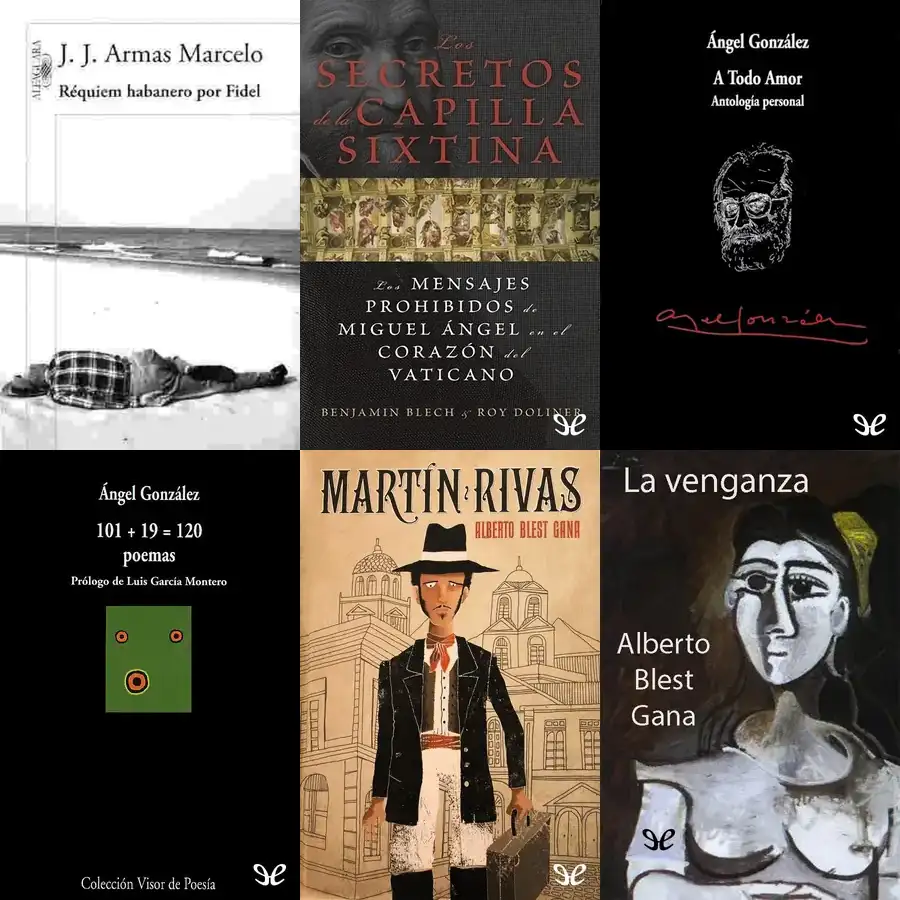 ALFAGUARA
J. J. Armas Marcelo
Réquiem habanero por Fidel
Los
SECRETOS
de la CAPILLA
SIXTINA
Los MENSAJES
PROHIBIDOS de
MIGUEL ÁNGEL en el
CORAZÓN del
VATICANO
BENJAMIN BLECH & ROY DOLINER
Ángel González
A Todo Amor
Antología personal
Angel González
Ángel González
101 + 19 = 120
poemas
Prólogo de Luis García Montero
Colección Visor de Poesía
MARTÍN RIVAS
ALBERTO BLEST GANA
La venganza
Alberto
Blest
Gana